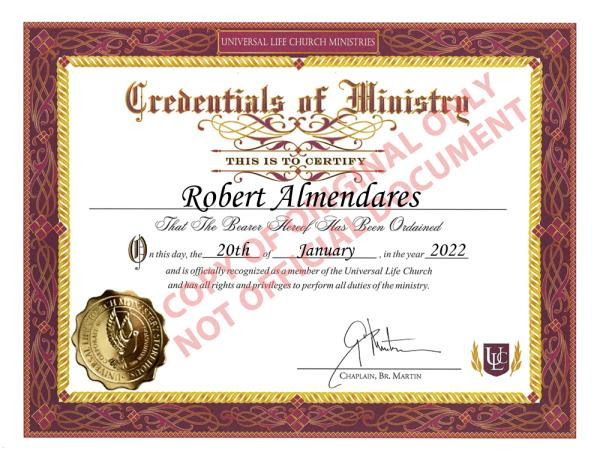 UNIVERSAL LIFE CHURCH MINISTRIES
Credentials of Ministry
THIS IS TO CERTIFY
Robert Almendares
That The Bearer Hereof Has Been Ordained
On this day, the 20th of January, in the year 2022
and is officially recognized as a member of the Universal Life Church
and has all rights and privileges to perform all duties of the ministry.
COPY OF ORIGINAL ONLY
NOT OFFICIAL DOCUMENT
CHAPLAIN, BR. MARTIN
ULC